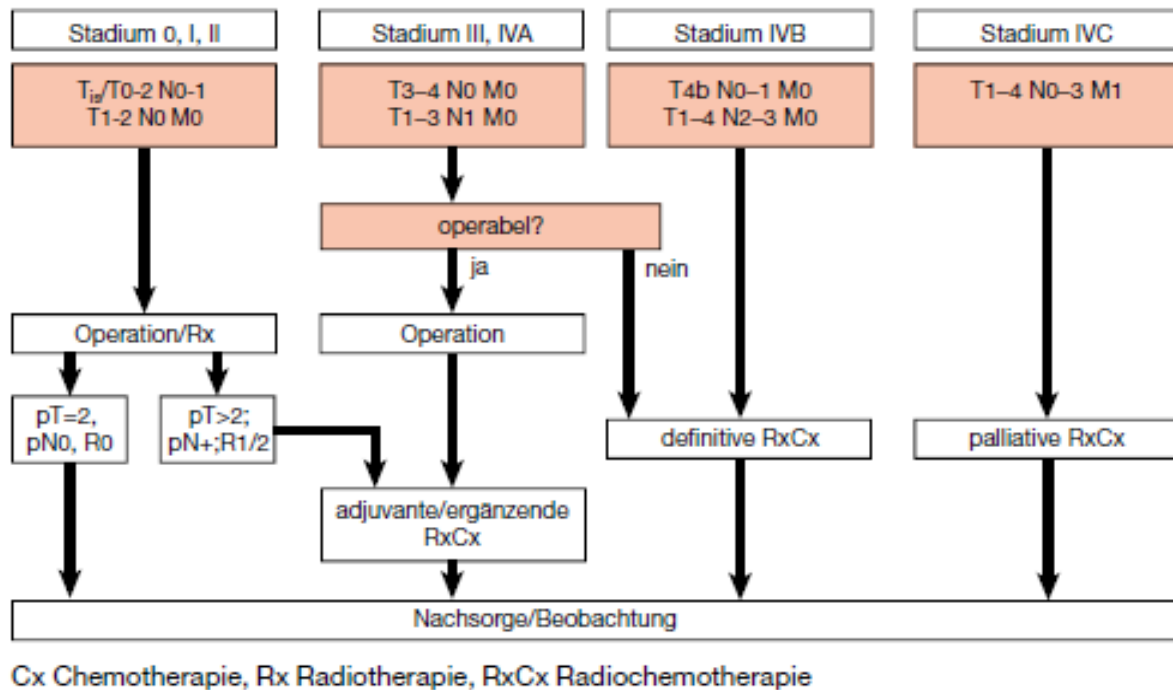 Stadium 0, I, II
Stadium III, IVA
Stadium IVB
Stadium IVC
Tis/T0-2 N0-1
T1-2 N0 M0
T3–4 N0 M0
T1–3 N1 M0
T4b N0–1 M0
T1–4 N2–3 M0
T1–4 N0–3 M1
operabel?
ja
nein
Operation/Rx
Operation
pT=2,
pN0, R0
pT>2;
pN+;R1/2
definitive RxCx
palliative RxCx
adjuvante/ergänzende
RxCx
Nachsorge/Beobachtung
Cx Chemotherapie, Rx Radiotherapie, RxCx Radiochemotherapie